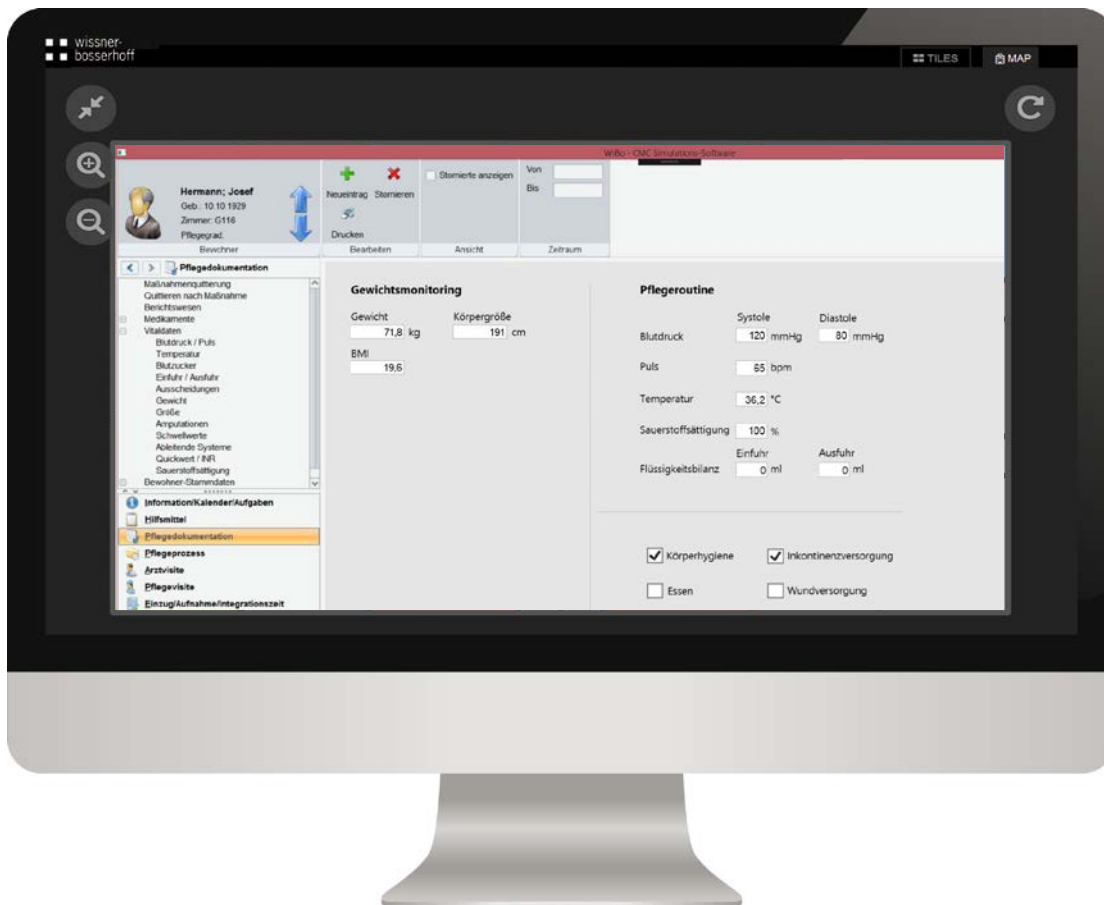 wissner-
bosserhoff
TILES
MAP
WiBo - CMC Simulations-Software
Hermann; Josef
Geb.: 10.10.1929
Zimmer: G116
Pflegegrad:
Bewohner
Neueintrag Stornieren
Drucken
Bearbeiten
Stornierte anzeigen
Ansicht
Von
Bis
Zeitraum
Pflegedokumentation
Maßnahmenquittierung
Quittieren nach Maßnahme
Berichtswesen
Medikamente
Vitaldaten
Blutdruck / Puls
Temperatur
Blutzucker
Einfuhr / Ausfuhr
Ausscheidungen
Gewicht
Größe
Amputationen
Schwellwerte
Ableitende Systeme
Quickwert / INR
Sauerstoffsättigung
Bewohner-Stammdaten
Information/Kalender/Aufgaben
Hilfsmittel
Pflegedokumentation
Pflegeprozess
Arztvisite
Pflegevisite
Einzug/Aufnahme/Integrationszeit
Gewichtsmonitoring
Gewicht Körpergröße
71,8 kg 191 cm
BMI
19,6
Pflegeroutine
Systole Diastole
Blutdruck 120 mmHg 80 mmHg
Puls 65 bpm
Temperatur 36,2 °C
Sauerstoffsättigung 100 %
Einfuhr Ausfuhr
Flüssigkeitsbilanz 0 ml 0 ml
Körperhygiene Inkontinenzversorgung
Essen Wundversorgung